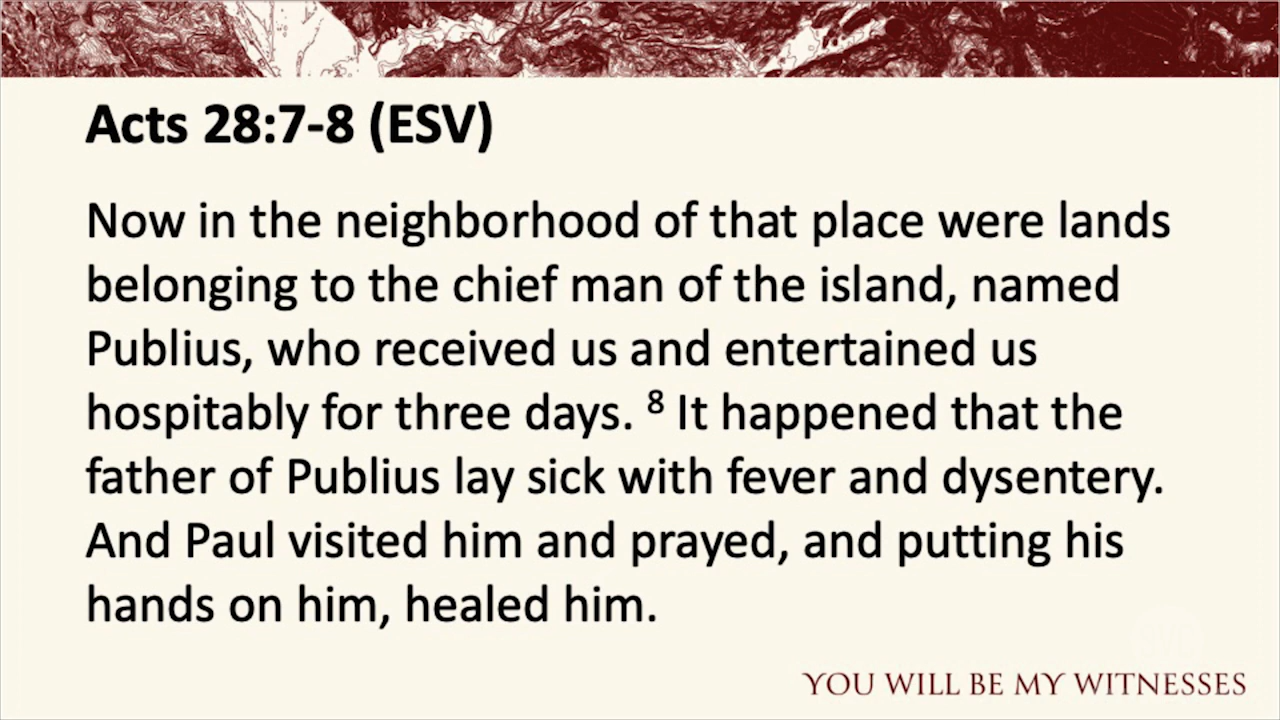 Acts 28:7-8 (ESV)
Now in the neighborhood of that place were lands
belonging to the chief man of the island, named
Publius, who received us and entertained us
hospitably for three days. ⁸ It happened that the
father of Publius lay sick with fever and dysentery.
And Paul visited him and prayed, and putting his
hands on him, healed him.
YOU WILL BE MY WITNESSES